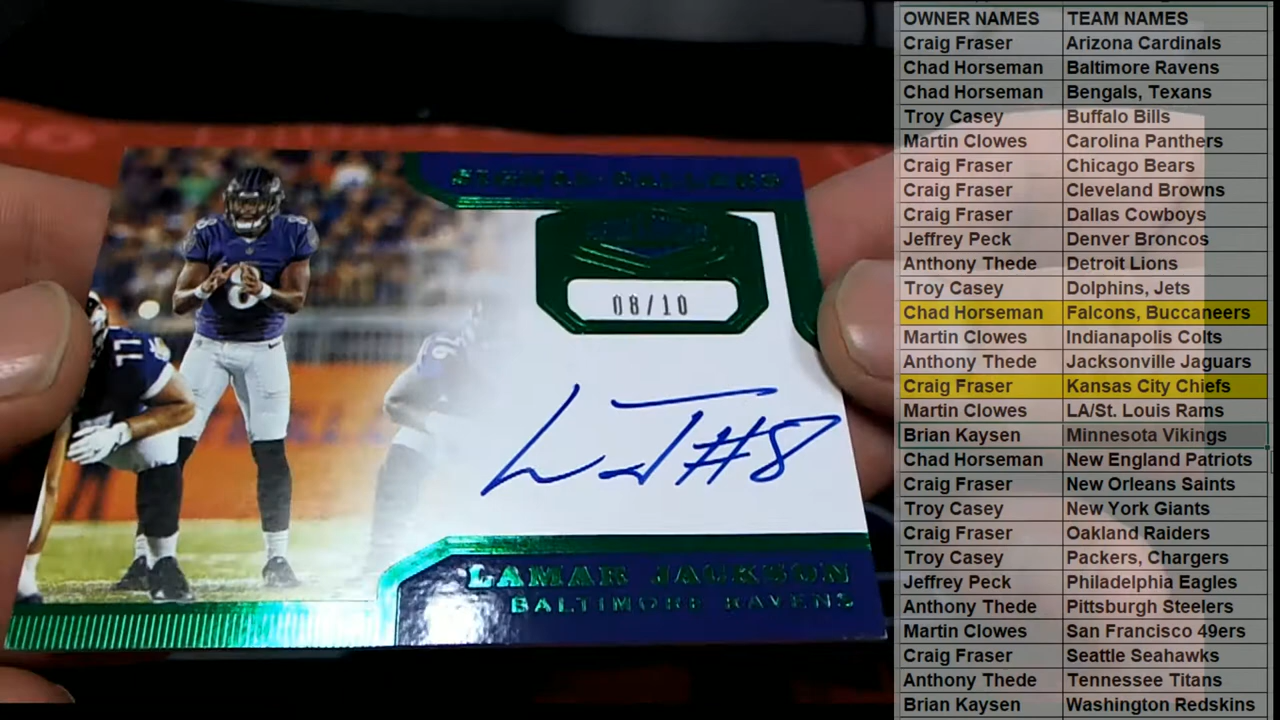 SIGNAL CALLERS
08/10
8
77
#8
LAMAR JACKSON
BALTIMORE RAVENS
OWNER NAMES TEAM NAMES
Craig Fraser Arizona Cardinals
Chad Horseman Baltimore Ravens
Chad Horseman Bengals, Texans
Troy Casey Buffalo Bills
Martin Clowes Carolina Panthers
Craig Fraser Chicago Bears
Craig Fraser Cleveland Browns
Craig Fraser Dallas Cowboys
Jeffrey Peck Denver Broncos
Anthony Thede Detroit Lions
Troy Casey Dolphins, Jets
Chad Horseman Falcons, Buccaneers
Martin Clowes Indianapolis Colts
Anthony Thede Jacksonville Jaguars
Craig Fraser Kansas City Chiefs
Martin Clowes LA/St. Louis Rams
Brian Kaysen Minnesota Vikings
Chad Horseman New England Patriots
Craig Fraser New Orleans Saints
Troy Casey New York Giants
Craig Fraser Oakland Raiders
Troy Casey Packers, Chargers
Jeffrey Peck Philadelphia Eagles
Anthony Thede Pittsburgh Steelers
Martin Clowes San Francisco 49ers
Craig Fraser Seattle Seahawks
Anthony Thede Tennessee Titans
Brian Kaysen Washington Redskins